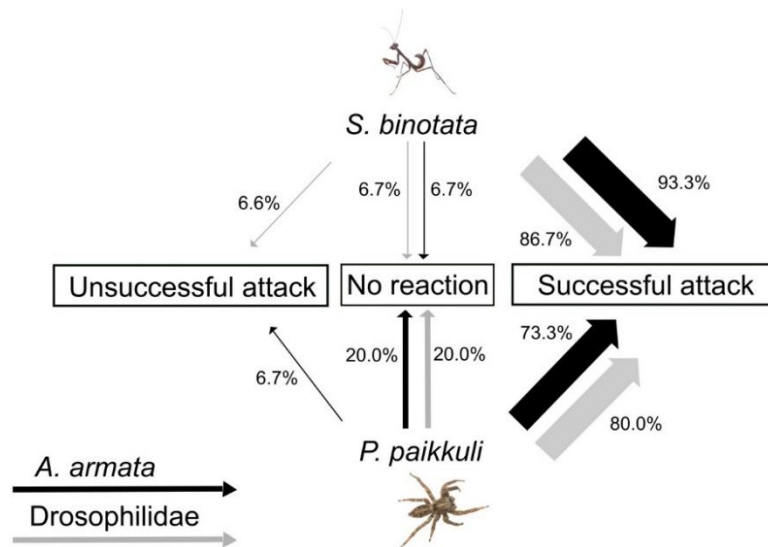 S. binotata
6.6%
6.7%
6.7%
86.7%
93.3%
Unsuccessful attack
No reaction
Successful attack
6.7%
20.0%
20.0%
73.3%
80.0%
P. paikkuli
A. armata
Drosophilidae